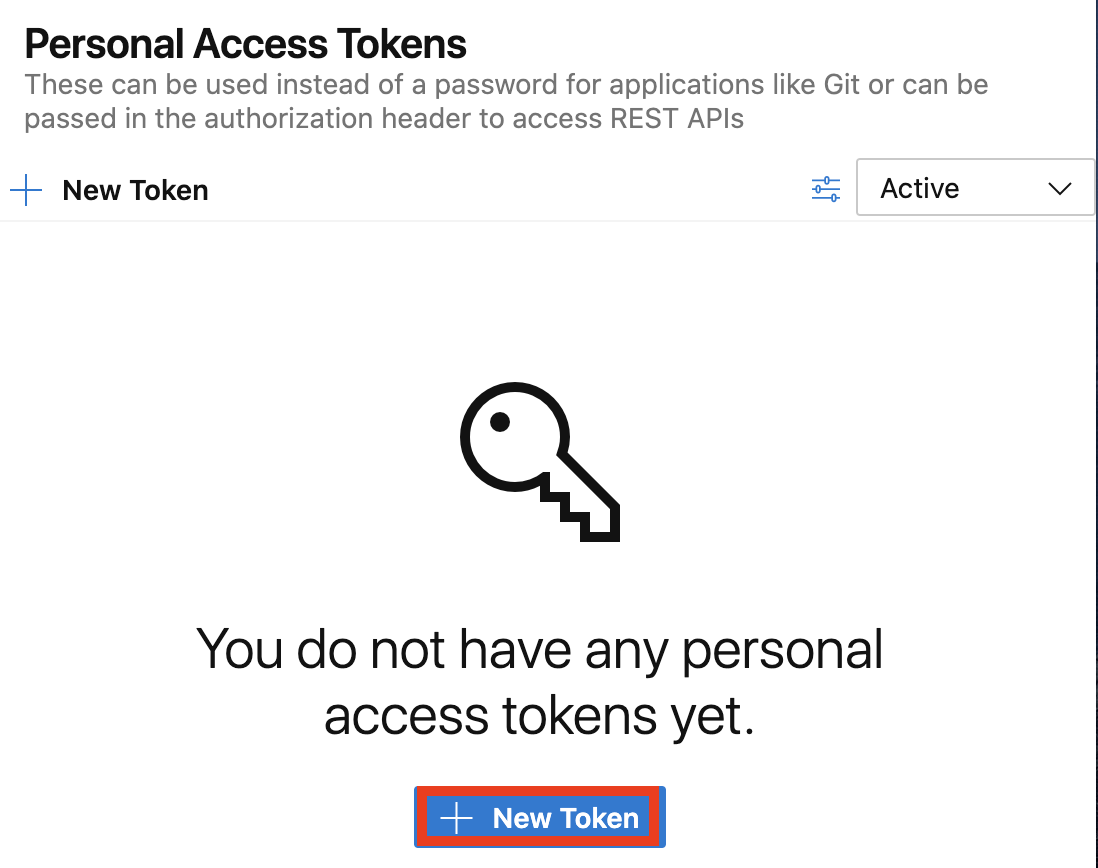 Personal Access Tokens
These can be used instead of a password for applications like Git or can be
passed in the authorization header to access REST APIs
New Token
Active
You do not have any personal
access tokens yet.
New Token